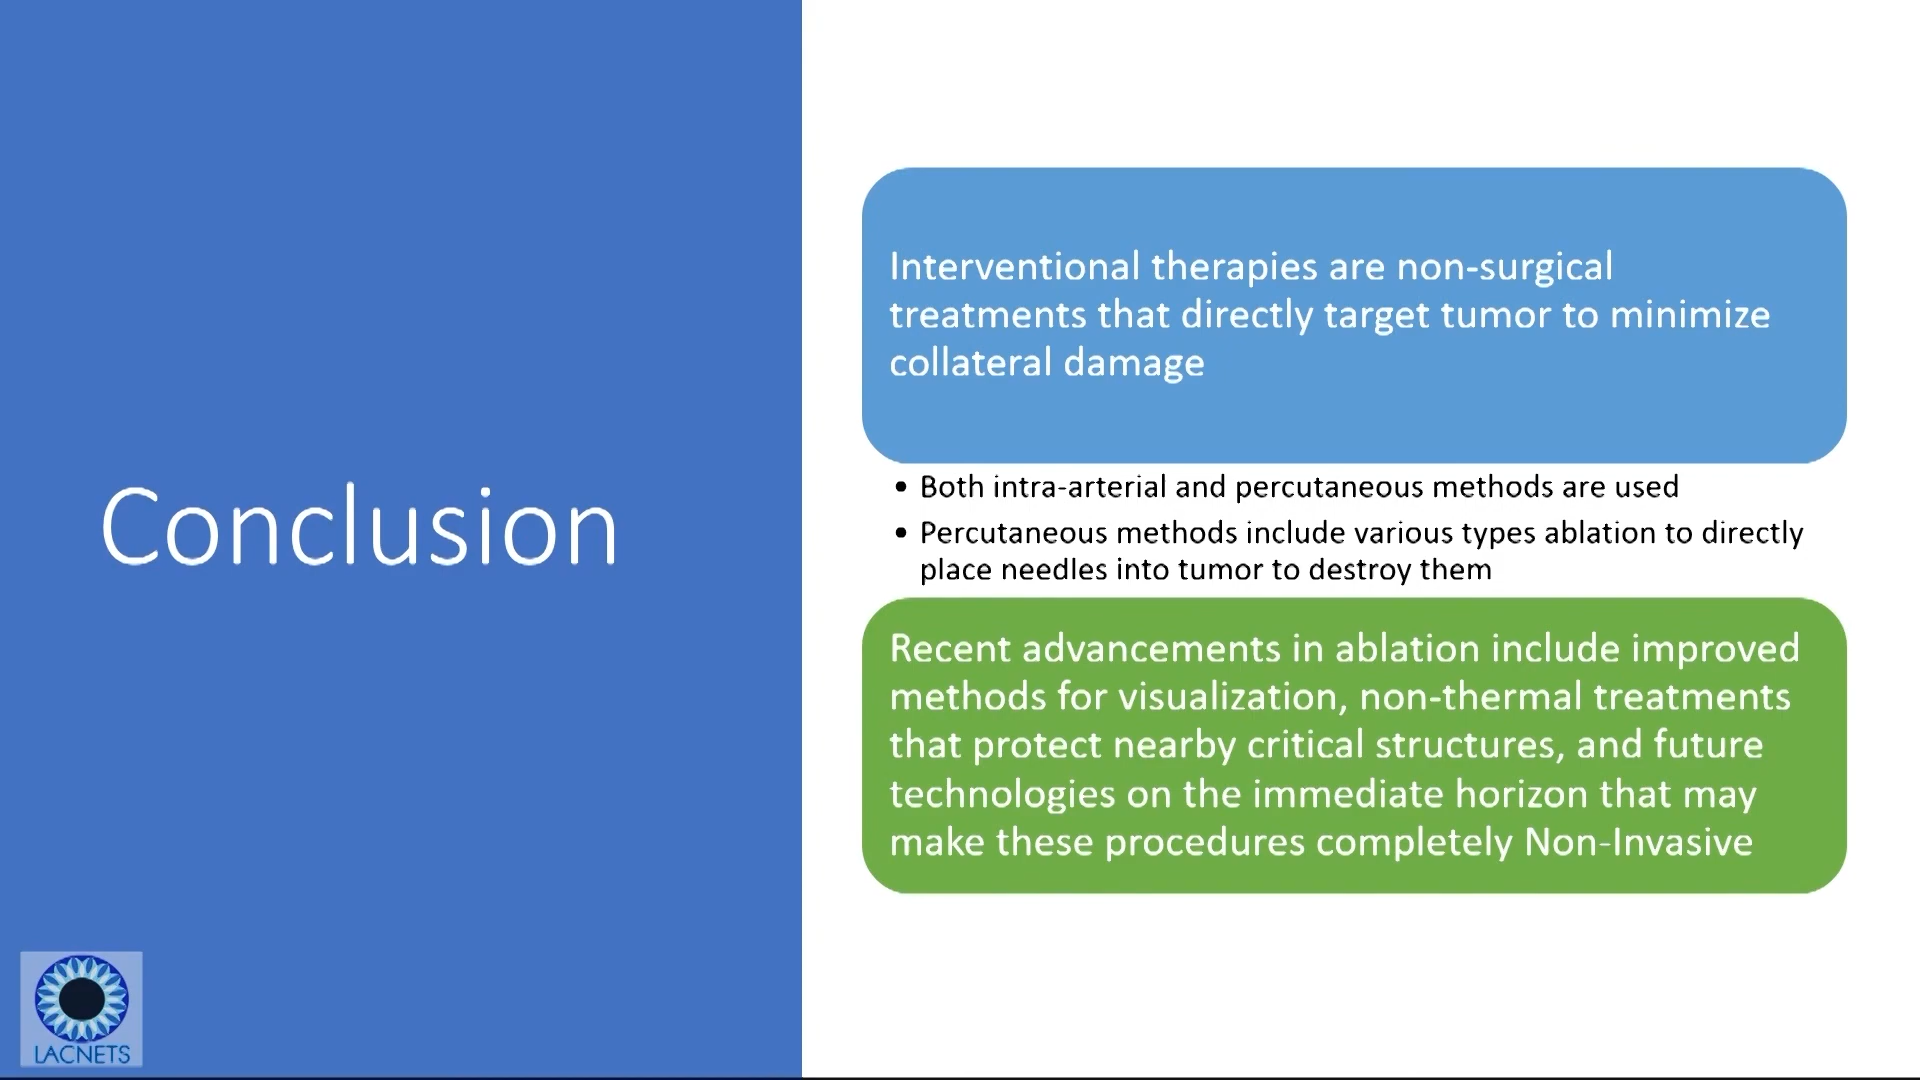 Conclusion
Interventional therapies are non-surgical
treatments that directly target tumor to minimize
collateral damage
• Both intra-arterial and percutaneous methods are used
• Percutaneous methods include various types ablation to directly
place needles into tumor to destroy them
Recent advancements in ablation include improved
methods for visualization, non-thermal treatments
that protect nearby critical structures, and future
technologies on the immediate horizon that may
make these procedures completely Non-Invasive
LACNETS